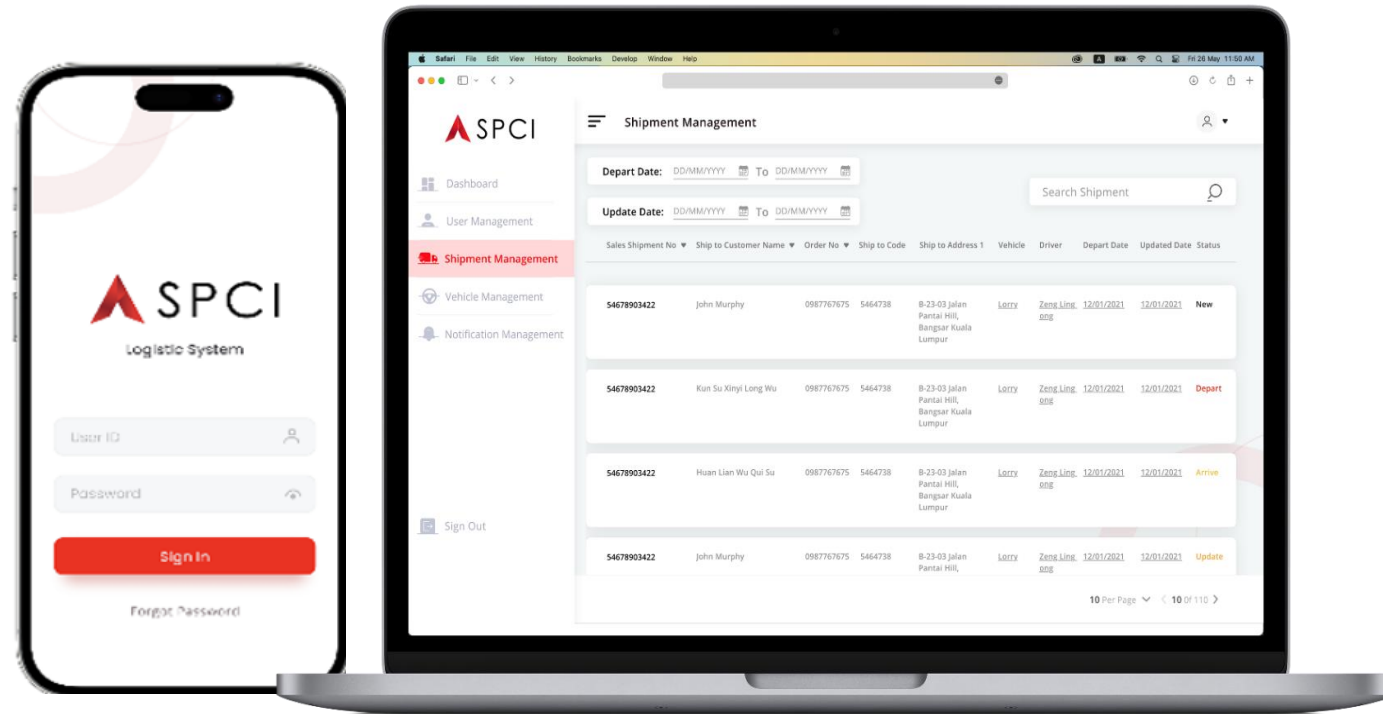 SPCI
Logistic System
User ID
Password
Sign In
Forgot Password
Safari File Edit View History Bookmarks Develop Window Help
Fri 26 May 11:50 AM
SPCI
Dashboard
User Management
Shipment Management
Vehicle Management
Notification Management
Sign Out
Shipment Management
Depart Date: DD/MM/YYYY To DD/MM/YYYY
Update Date: DD/MM/YYYY To DD/MM/YYYY
Search Shipment
Sales Shipment No Ship to Customer Name Order No Ship to Code Ship to Address 1 Vehicle Driver Depart Date Updated Date Status
54678903422 John Murphy 0987767675 5464738 B-23-03 Jalan Lorry Zeng Ling 12/01/2021 12/01/2021 New
Pantai Hill, ong
Bangsar Kuala
Lumpur
54678903422 Kun Su Xinyi Long Wu 0987767675 5464738 B-23-03 Jalan Lorry Zeng Ling 12/01/2021 12/01/2021 Depart
Pantai Hill, ong
Bangsar Kuala
Lumpur
54678903422 Huan Lian Wu Qui Su 0987767675 5464738 B-23-03 Jalan Lorry Zeng Ling 12/01/2021 12/01/2021 Arrive
Pantai Hill, ong
Bangsar Kuala
Lumpur
54678903422 John Murphy 0987767675 5464738 B-23-03 Jalan Lorry Zeng Ling 12/01/2021 12/01/2021 Update
Pantai Hill, ong
10 Per Page 10 Of 110